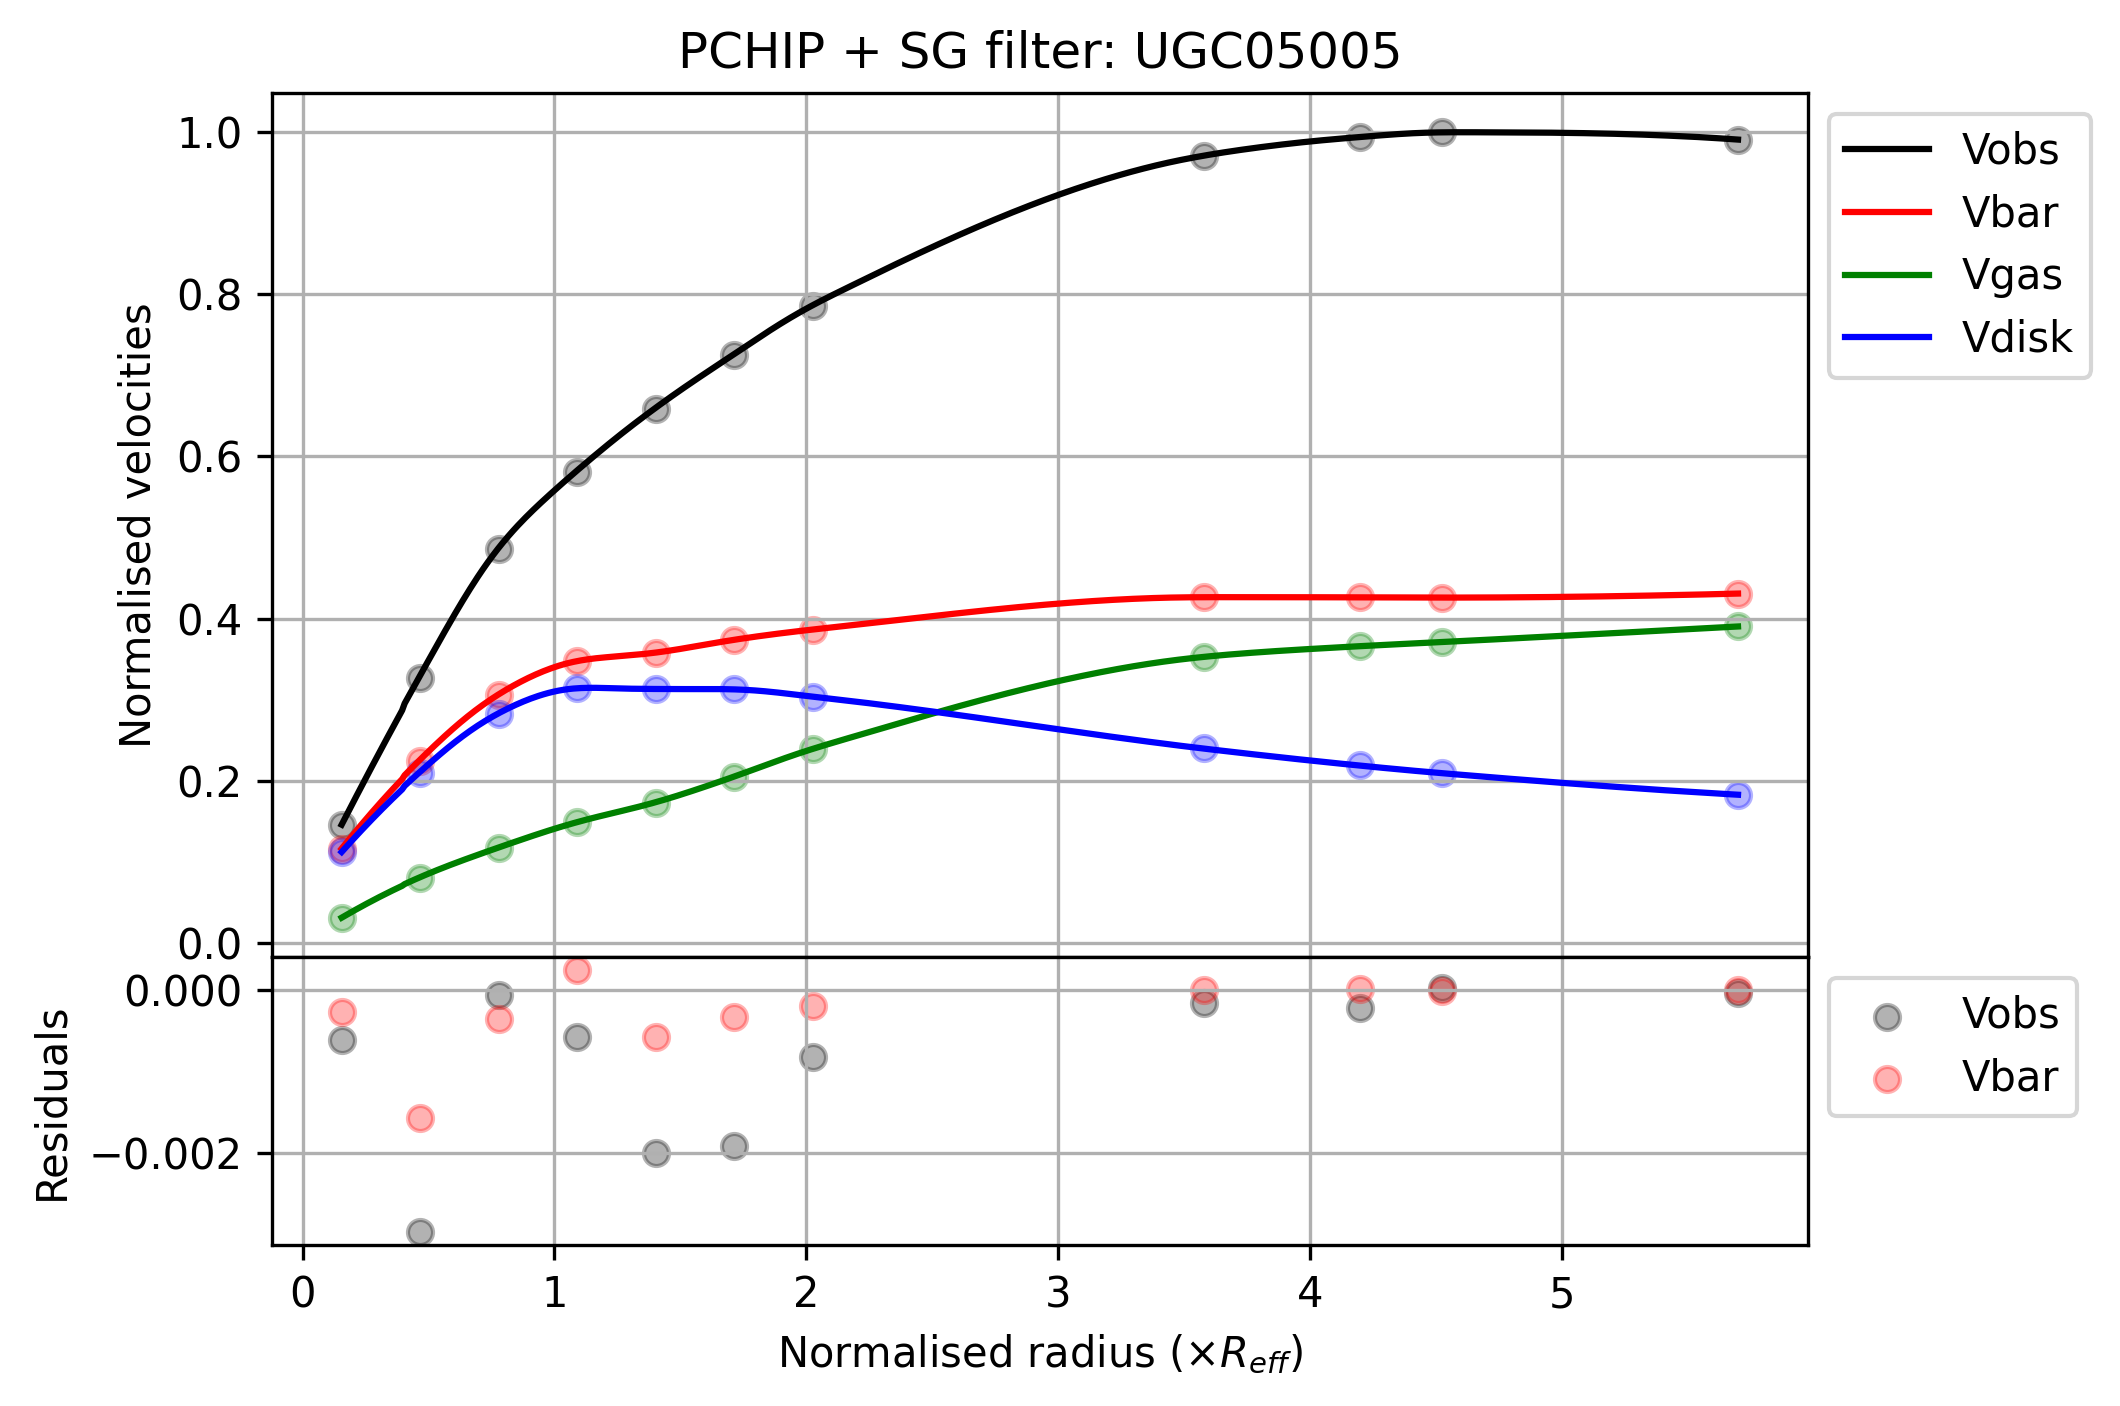 PCHIP + SG filter: UGC05005
Normalised velocities
1.0
0.8
0.6
0.4
0.2
0.0
Vobs
Vbar
Vgas
Vdisk
Residuals
0.000
−0.002
Vobs
Vbar
0 1 2 3 4 5
Normalised radius (×R_eff)